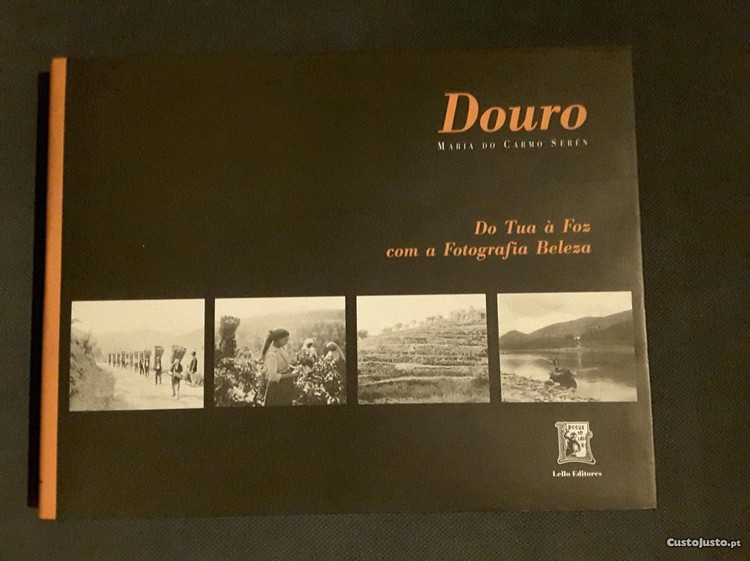 Douro
MARIA DO CARMO SERÉN
Do Tua à Foz
com a Fotografia Beleza
Lello Editores
CustoJusto.pt